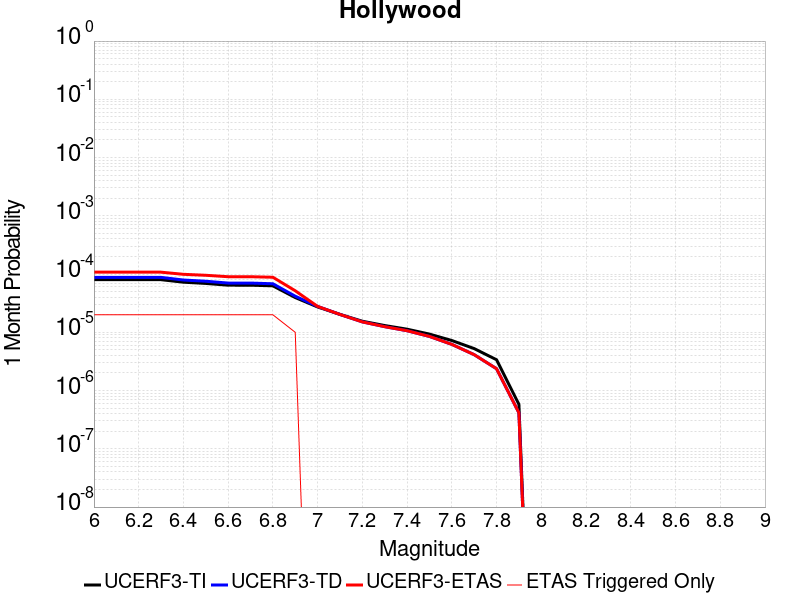 Hollywood
10^0
10^-1
10^-2
10^-3
10^-4
10^-5
10^-6
10^-7
10^-8
1 Month Probability
6 6.2 6.4 6.6 6.8 7 7.2 7.4 7.6 7.8 8 8.2 8.4 8.6 8.8 9
Magnitude
UCERF3-TI UCERF3-TD UCERF3-ETAS ETAS Triggered Only